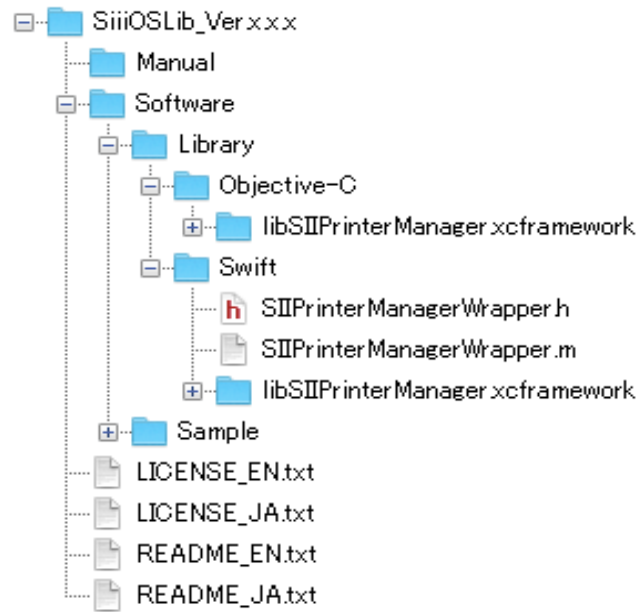 SiiiOSLib_Ver.x.x.x
Manual
Software
Library
Objective-C
libSIIPrinterManager.xcframework
Swift
h SIIPrinterManagerWrapper.h
SIIPrinterManagerWrapper.m
libSIIPrinterManager.xcframework
Sample
LICENSE_EN.txt
LICENSE_JA.txt
README_EN.txt
README_JA.txt